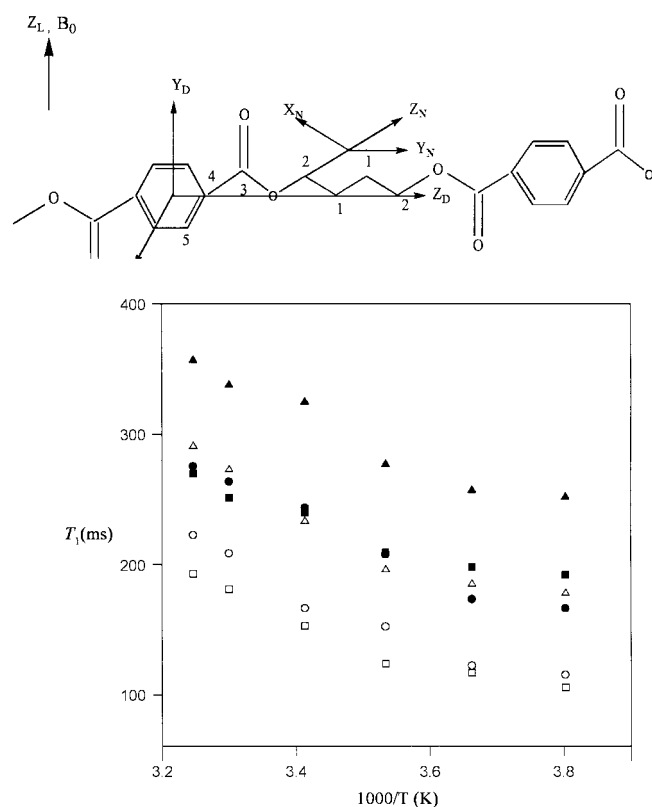 Z_L , B_0
Y_D
O
X_N
Z_N
O
4
2
1
Y_N
O
O
3
O
1
2
Z_D
O
O
5
400
300
T_1(ms)
200
100
3.2
3.4
3.6
3.8
1000/T (K)